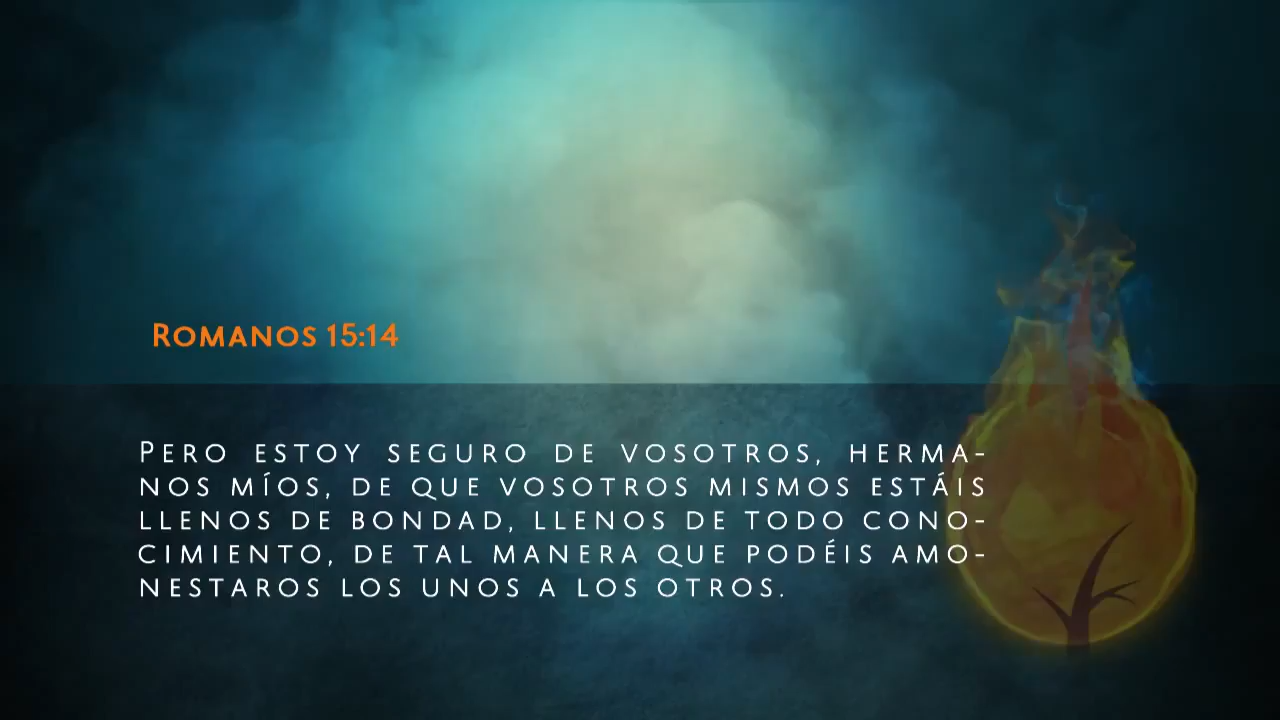 Romanos 15:14
Pero estoy seguro de vosotros, herma-
nos míos, de que vosotros mismos estáis
llenos de bondad, llenos de todo cono-
cimiento, de tal manera que podéis amo-
nestaros los unos a los otros.